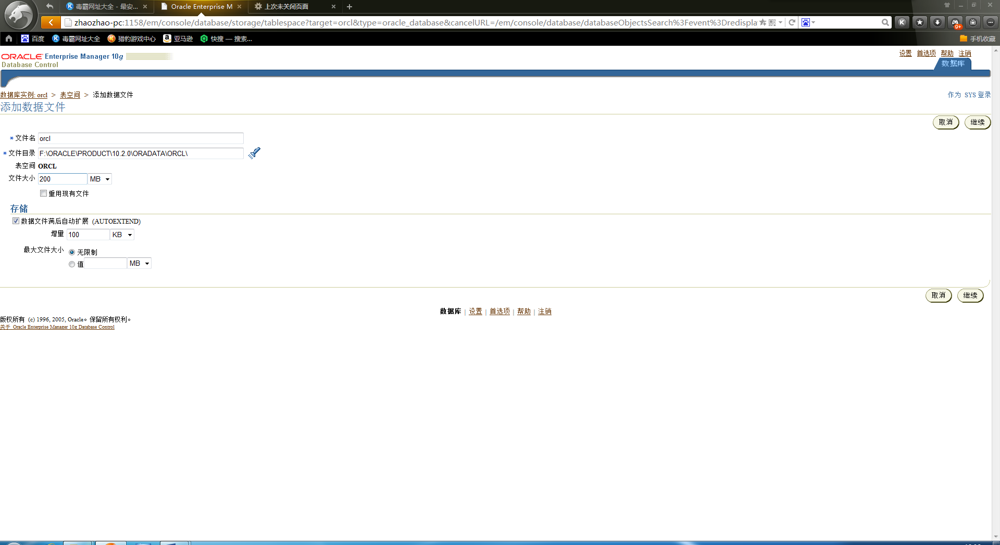 毒霸网址大全 - 最安...
Oracle Enterprise M
上次未关闭页面
zhaozhao-pc:1158/em/console/database/storage/tablespace?target=orcl&type=oracle_database&cancelURL=/em/console/database/databaseObjectsSearch%3Fevent%3Dredispla
9+
百度
毒霸网址大全
猎豹游戏中心
亚马逊
快搜 — 搜索...
手机收藏
ORACLE Enterprise Manager 10g
Database Control
设置 首选项 帮助 注销
数据库
数据库实例: orcl > 表空间 > 添加数据文件
作为 SYS 登录
添加数据文件
取消 继续
* 文件名 orcl
* 文件目录 F:\ORACLE\PRODUCT\10.2.0\ORADATA\ORCL\
表空间 ORCL
文件大小 200 MB
重用现有文件
存储
数据文件满后自动扩展 (AUTOEXTEND)
增量 100 KB
最大文件大小 无限制
值 MB
取消 继续
数据库 | 设置 | 首选项 | 帮助 | 注销
版权所有 (c) 1996, 2005, Oracle。保留所有权利。
关于 Oracle Enterprise Manager 10g Database Control